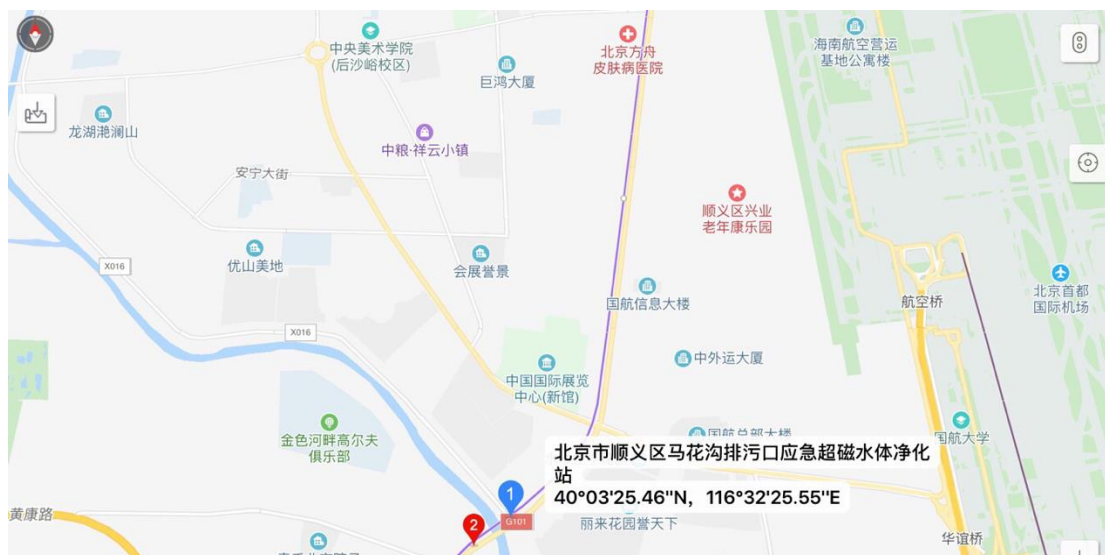 中央美术学院
(后沙峪校区)
北京方舟
皮肤病医院
海南航空营运
基地公寓楼
巨鸿大厦
龙湖滟澜山
中粮·祥云小镇
安宁大街
顺义区兴业
老年康乐园
优山美地
会展誉景
X016
国航信息大楼
北京首都
国际机场
航空桥
X016
中外运大厦
中国国际展览
中心(新馆)
金色河畔高尔夫
俱乐部
国航总部大楼
国航大学
北京市顺义区马花沟排污口应急超磁水体净化
站
40°03'25.46"N，116°32'25.55"E
1
G101
2
黄康路
丽来花园誉天下
华谊桥